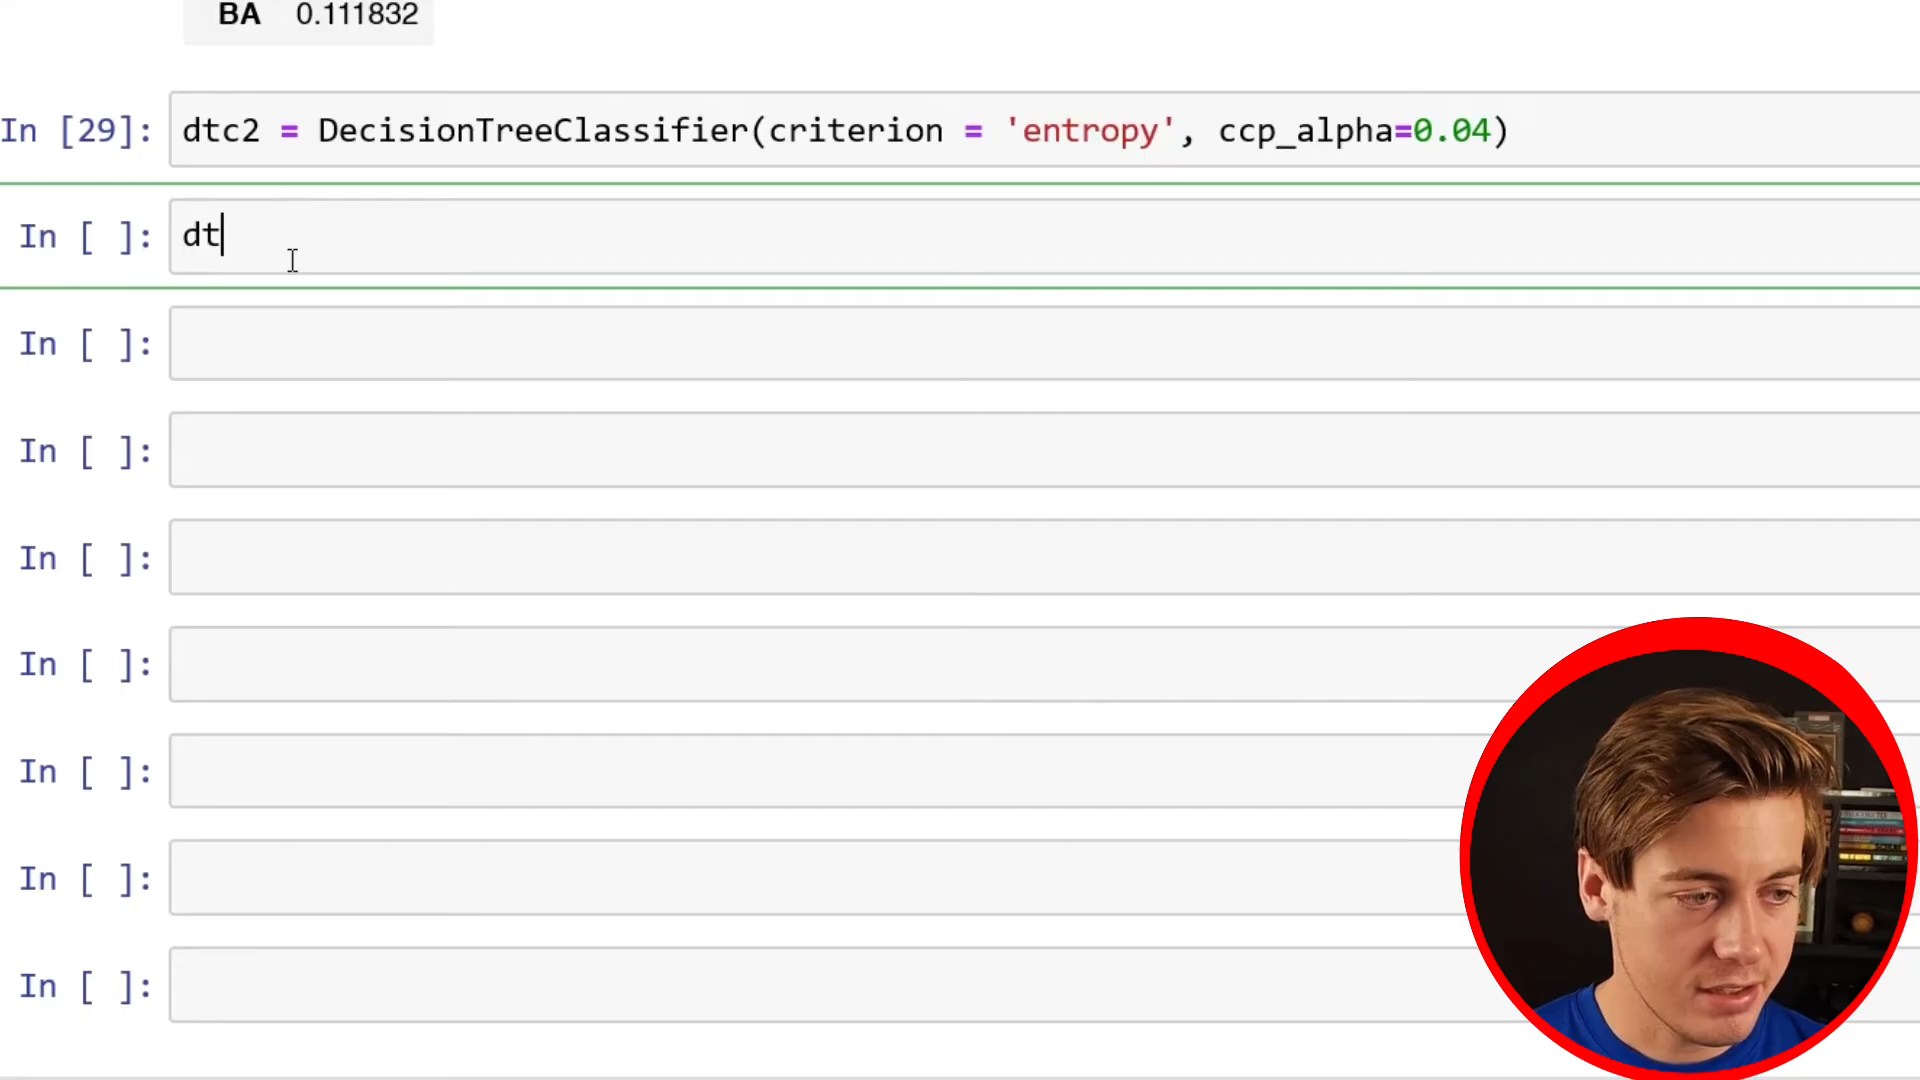 BA 0.111832
In [29]: dtc2 = DecisionTreeClassifier(criterion = 'entropy', ccp_alpha=0.04)
In [ ]: dt
In [ ]:
In [ ]:
In [ ]:
In [ ]:
In [ ]:
In [ ]:
In [ ]: